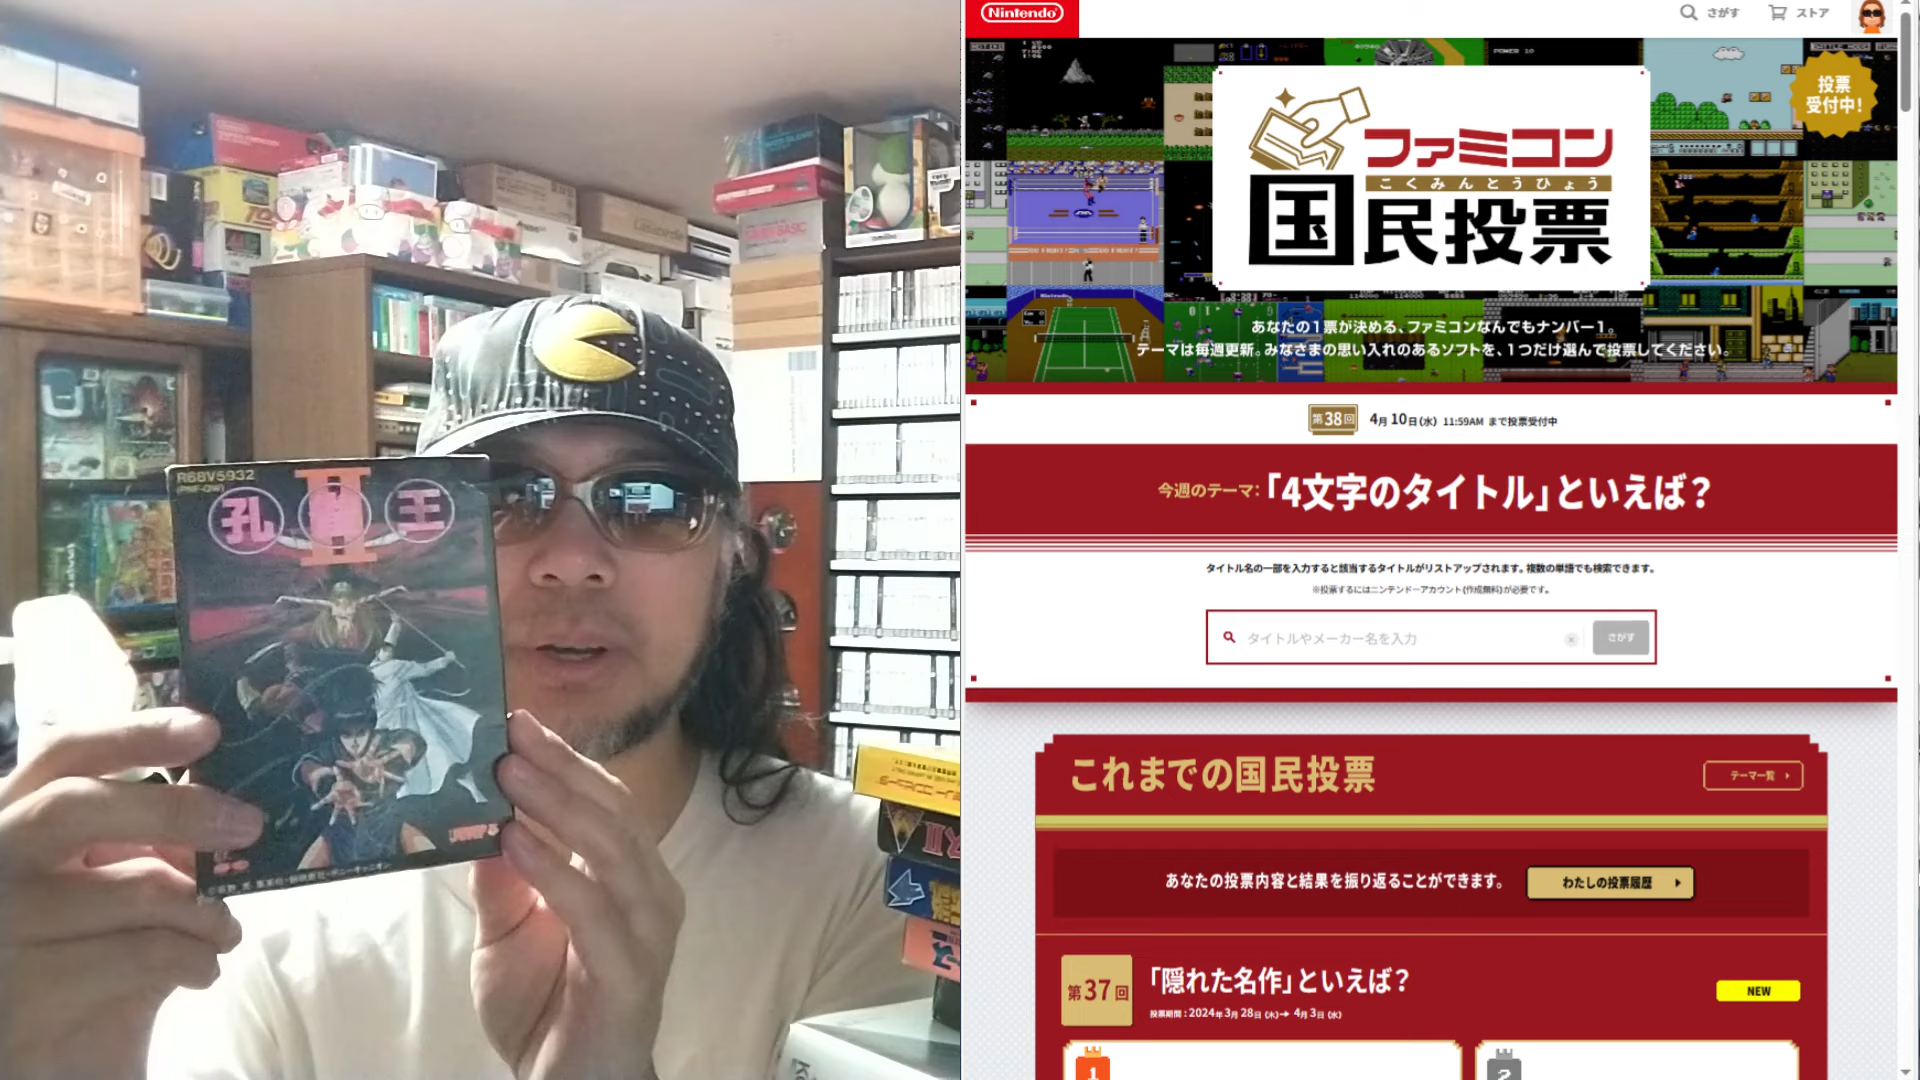 R68V5932
(PNF-QW)
孔雀王
II
Nintendo
さがす
ストア
投票
受付中!
ファミコン
こくみんとうひょう
国民投票
あなたの1票が決める、ファミコンなんでもナンバー1。
テーマは毎週更新。みなさまの思い入れのあるソフトを、1つだけ選んで投票してください。
第38回 4月10日(水) 11:59AM まで投票受付中
今週のテーマ:「4文字のタイトル」といえば?
タイトル名の一部を入力すると該当するタイトルがリストアップされます。複数の単語でも検索できます。
※投票するにはニンテンドーアカウント(作成無料)が必要です。
タイトルやメーカー名を入力
さがす
これまでの国民投票
テーマ一覧
あなたの投票内容と結果を振り返ることができます。
わたしの投票履歴
第37回
「隠れた名作」といえば?
NEW
投票期間:2024年3月28日(木)→ 4月3日(水)
1
2